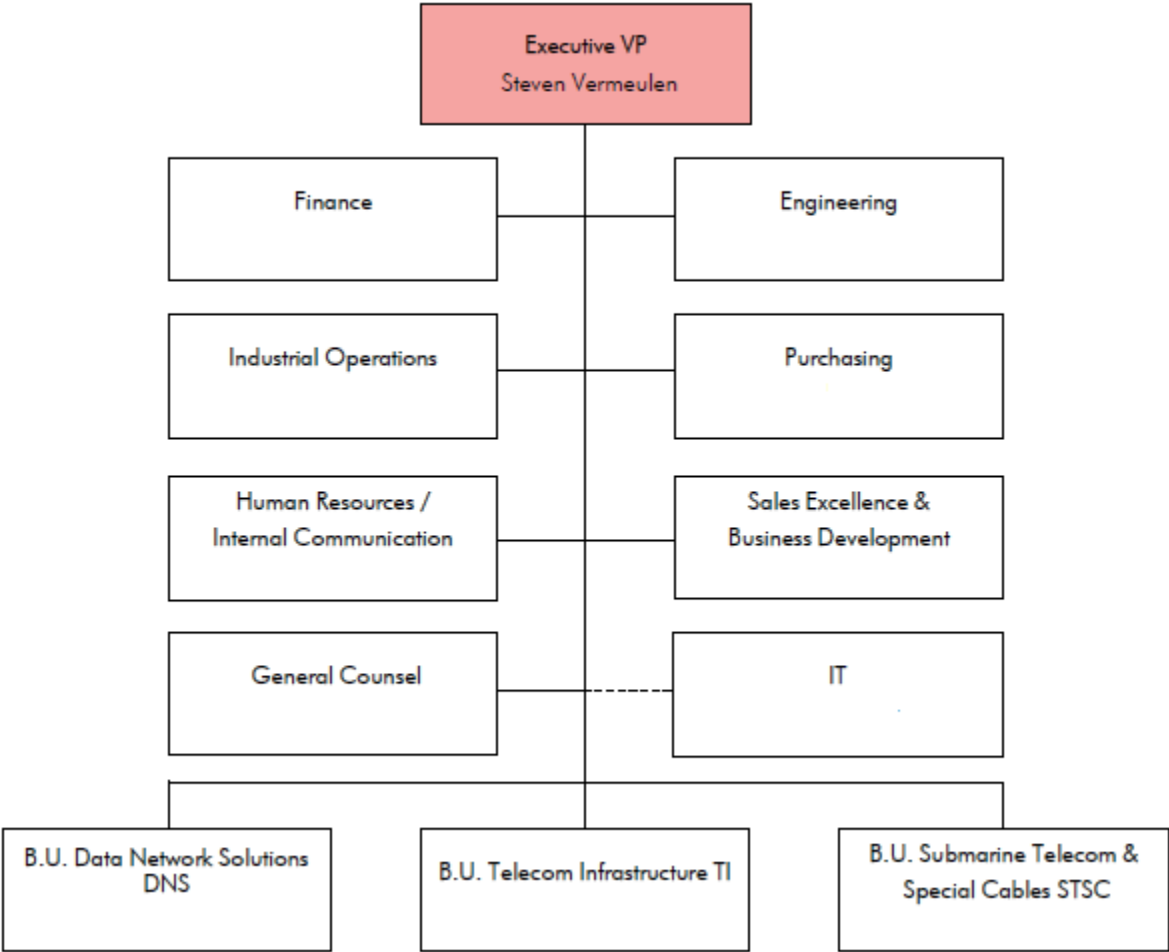 Executive VP
Steven Vermeulen
Finance
Engineering
Industrial Operations
Purchasing
Human Resources /
Internal Communication
Sales Excellence &
Business Development
General Counsel
IT
B.U. Data Network Solutions
DNS
B.U. Telecom Infrastructure TI
B.U. Submarine Telecom &
Special Cables STSC